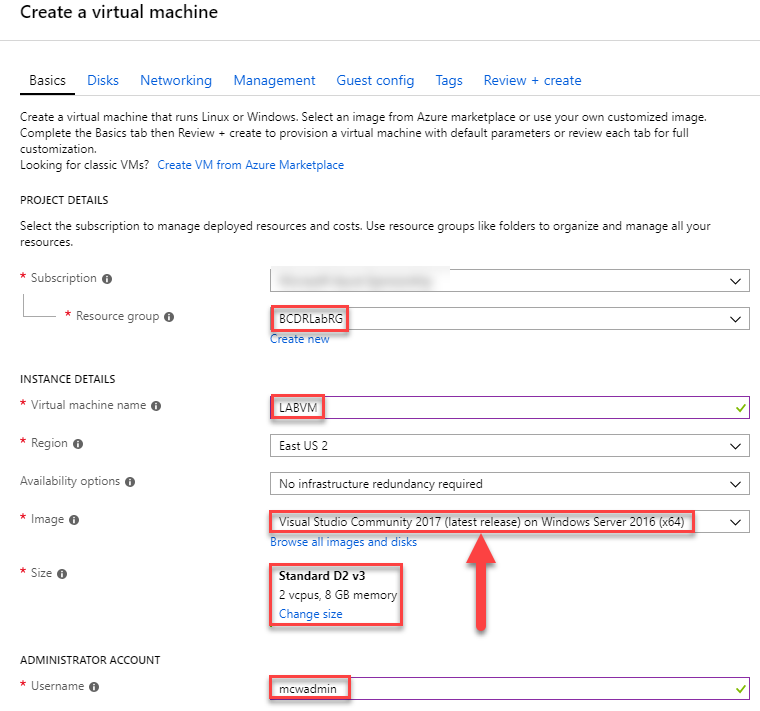 Create a virtual machine
Basics Disks Networking Management Guest config Tags Review + create
Create a virtual machine that runs Linux or Windows. Select an image from Azure marketplace or use your own customized image.
Complete the Basics tab then Review + create to provision a virtual machine with default parameters or review each tab for full
customization.
Looking for classic VMs? Create VM from Azure Marketplace
PROJECT DETAILS
Select the subscription to manage deployed resources and costs. Use resource groups like folders to organize and manage all your
resources.
* Subscription
* Resource group BCDRLabRG
Create new
INSTANCE DETAILS
* Virtual machine name LABVM
* Region East US 2
Availability options No infrastructure redundancy required
* Image Visual Studio Community 2017 (latest release) on Windows Server 2016 (x64)
Browse all images and disks
* Size Standard D2 v3
2 vcpus, 8 GB memory
Change size
ADMINISTRATOR ACCOUNT
* Username mcwadmin